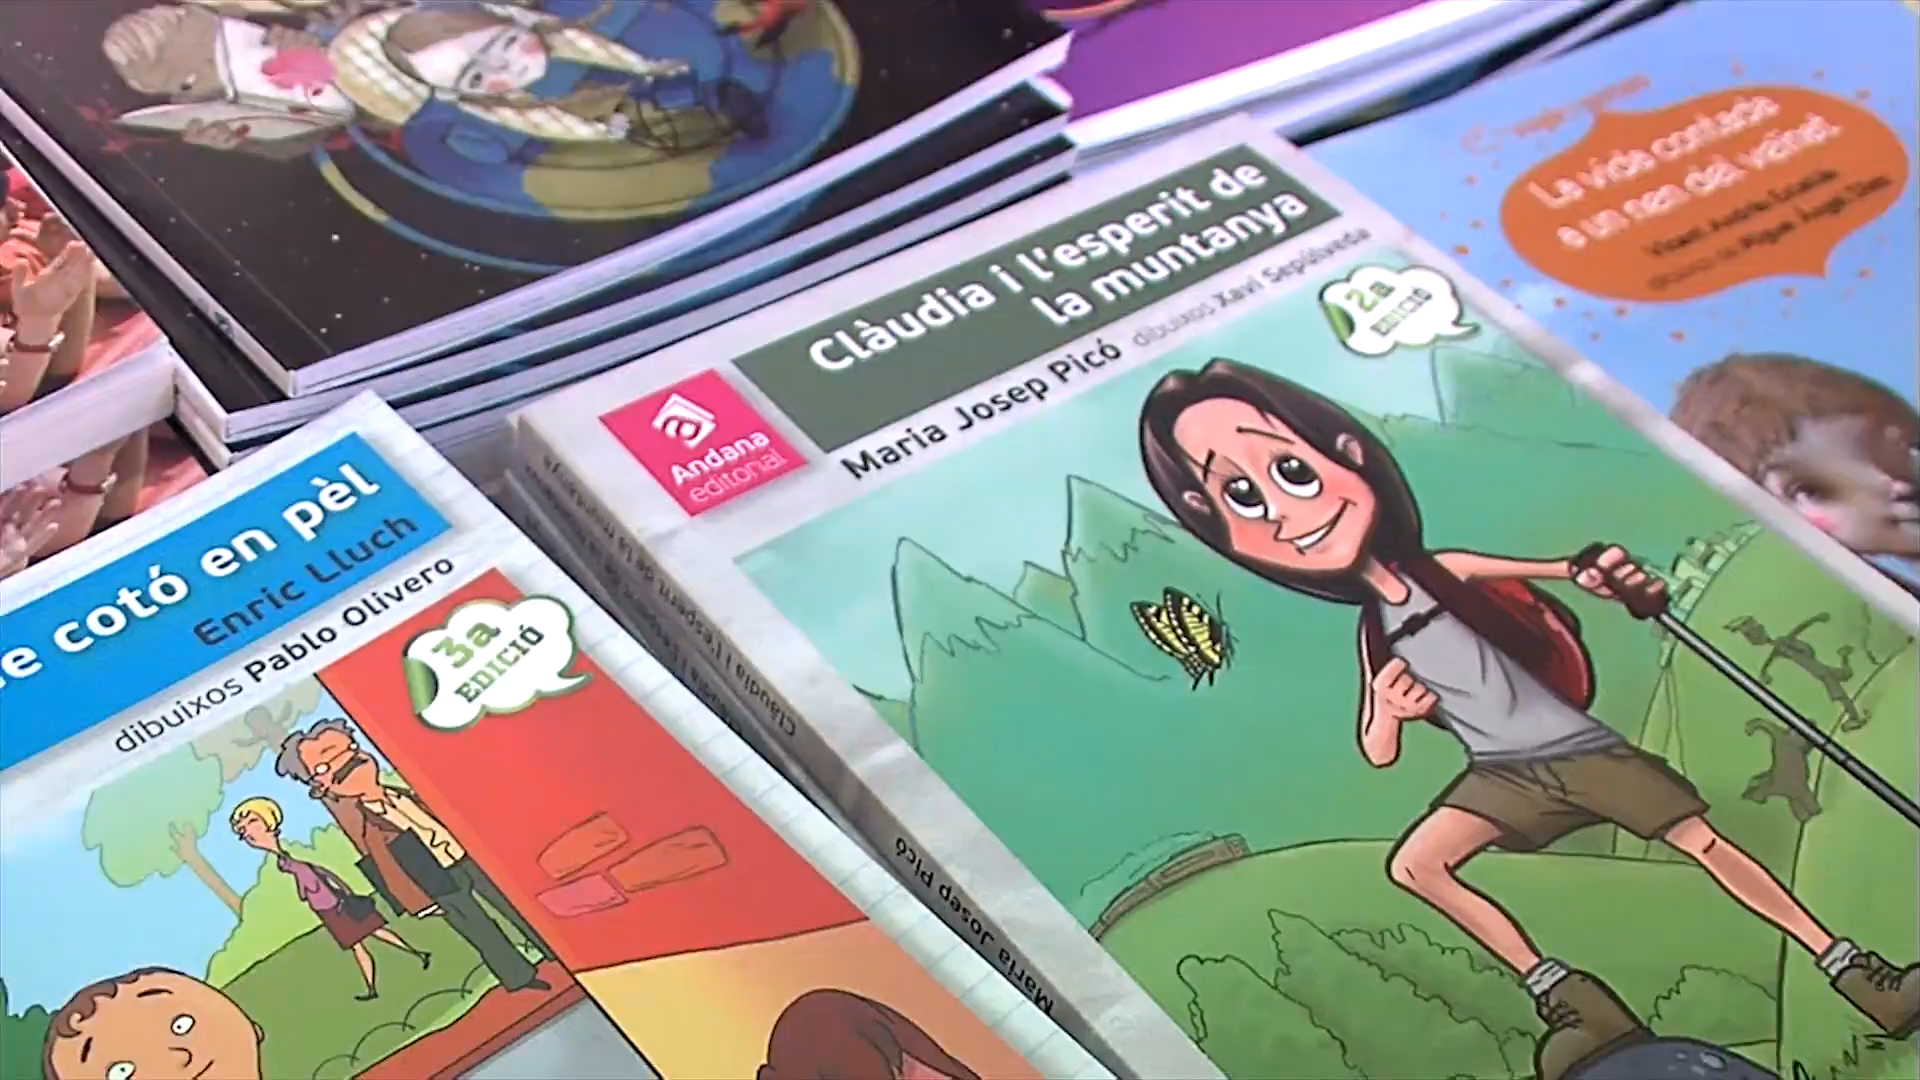 Clàudia i l'esperit de
la muntanya
Maria Josep Picó dibuixos Xavi Sepúlveda
2a
EDICIÓ
Andana
editorial
Clàudia i l'esperit de la muntanya
Maria Josep Picó
e cotó en pèl
Enric Lluch
dibuixos Pablo Olivero
3a
EDICIÓ
La vida contada
a un nen del veïnat